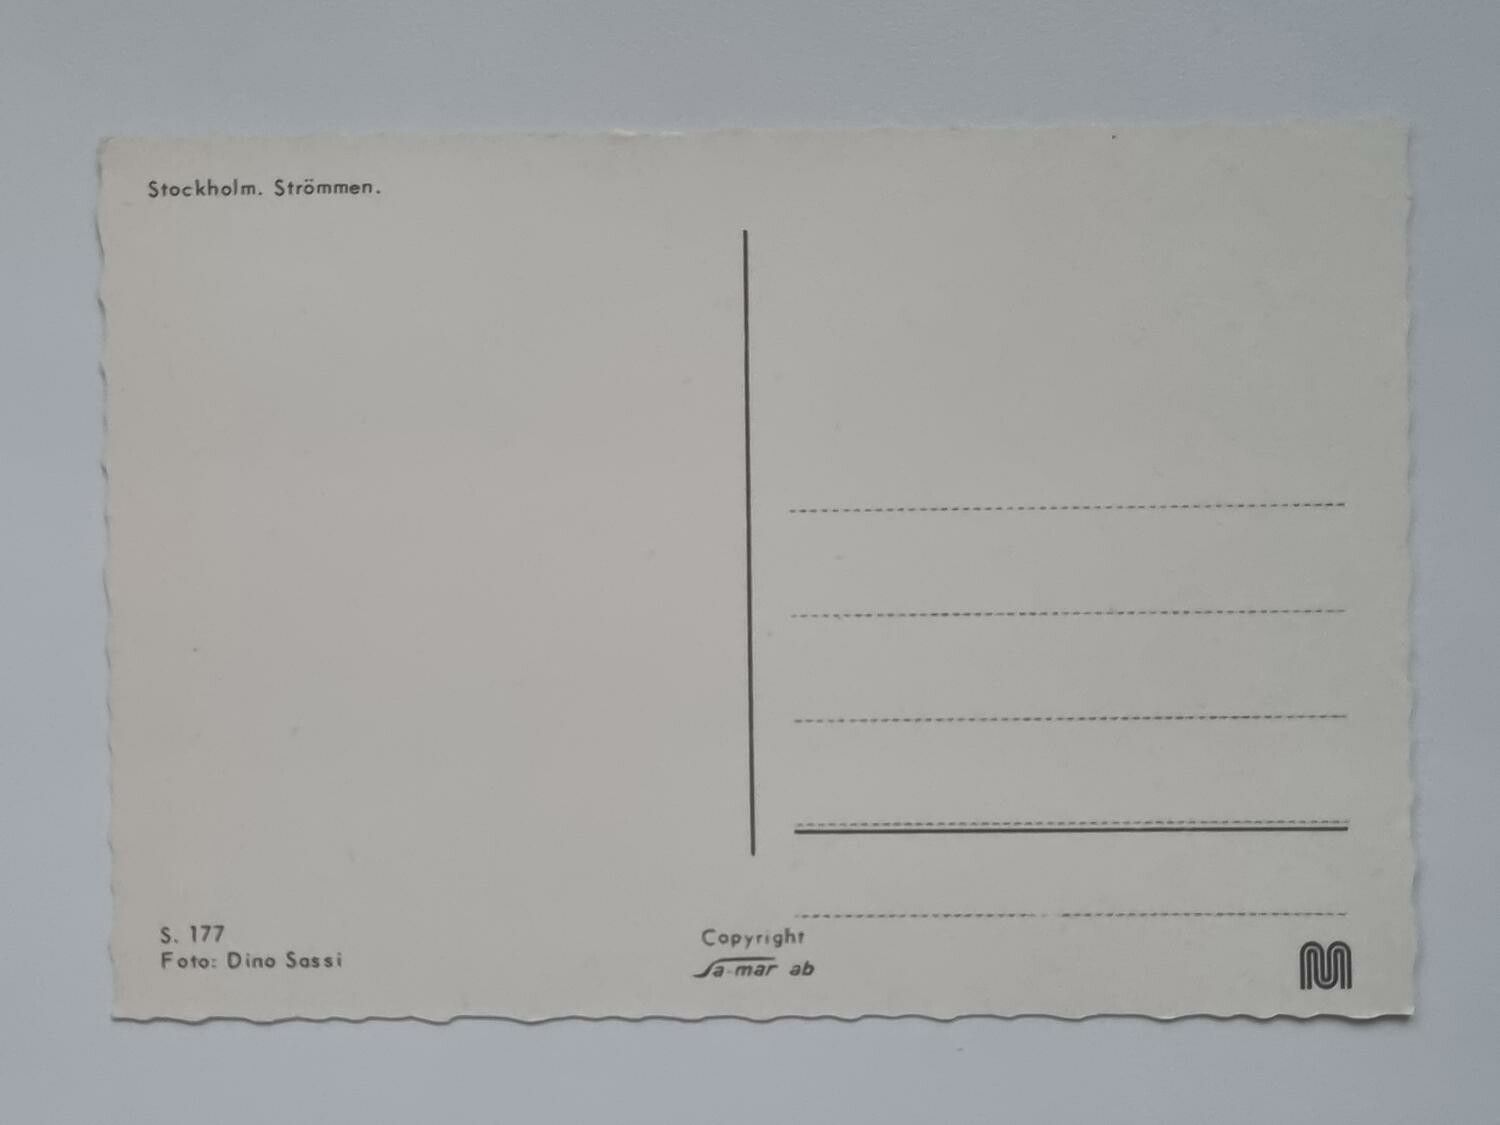 Stockholm. Strömmen.
S. 177
Foto: Dino Sassi
Copyright
Sa-mar ab